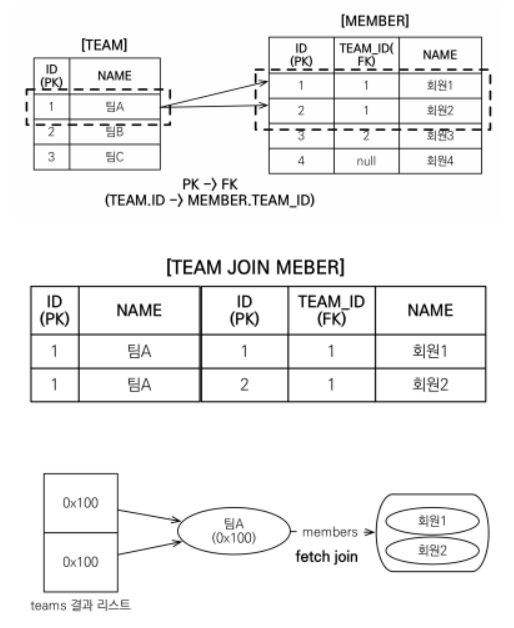 [TEAM]
ID
(PK)
NAME
1
팀A
2
팀B
3
팀C
[MEMBER]
ID
(PK)
TEAM_ID(
FK)
NAME
1
1
회원1
2
1
회원2
3
2
회원3
4
null
회원4
PK -> FK
(TEAM.ID -> MEMBER.TEAM_ID)
[TEAM JOIN MEBER]
ID
(PK)
NAME
ID
(PK)
TEAM_ID
(FK)
NAME
1
팀A
1
1
회원1
1
팀A
2
1
회원2
0x100
0x100
teams 결과 리스트
팀A
(0x100)
members
fetch join
회원1
회원2